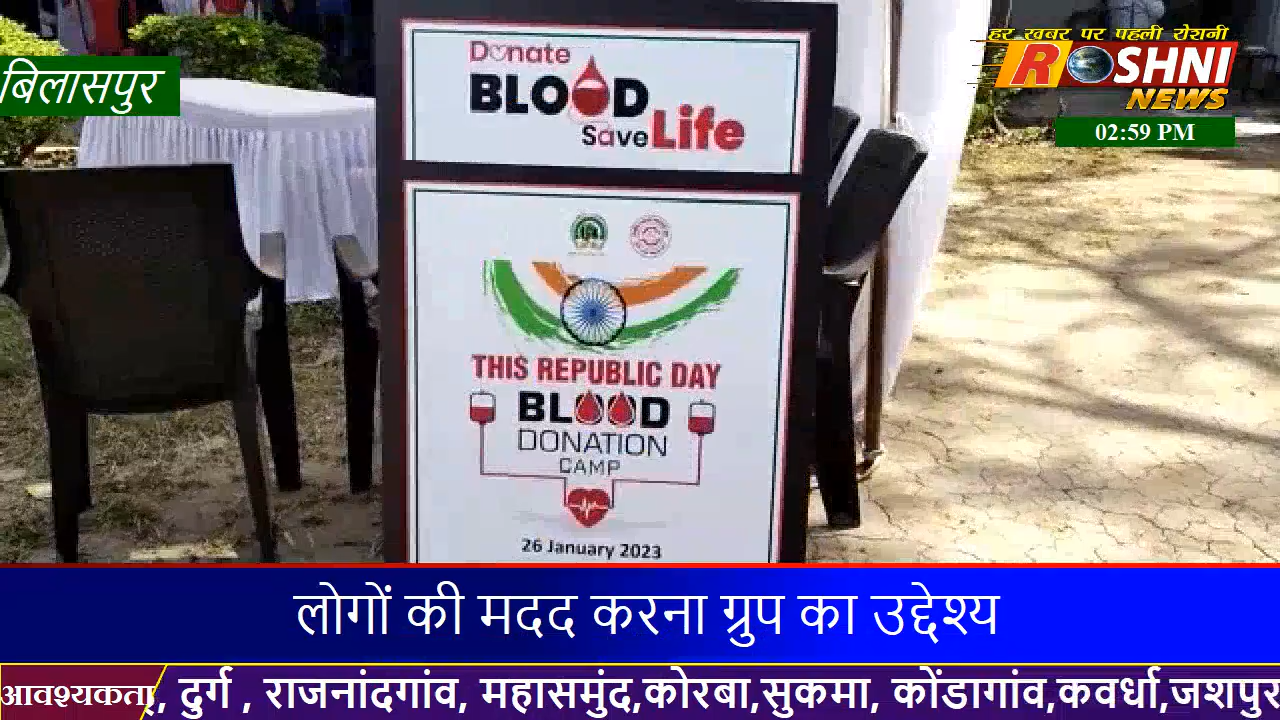 हर खबर पर पहली रोशनी
ROSHNI
NEWS
02:59 PM
बिलासपुर
Donate
BLOOD
Save Life
THIS REPUBLIC DAY
BLOOD
DONATION
CAMP
26 January 2023
लोगों की मदद करना ग्रुप का उद्देश्य
आवश्यकता
, दुर्ग , राजनांदगांव, महासमुंद,कोरबा,सुकमा, कोंडागांव,कवर्धा,जशपुर